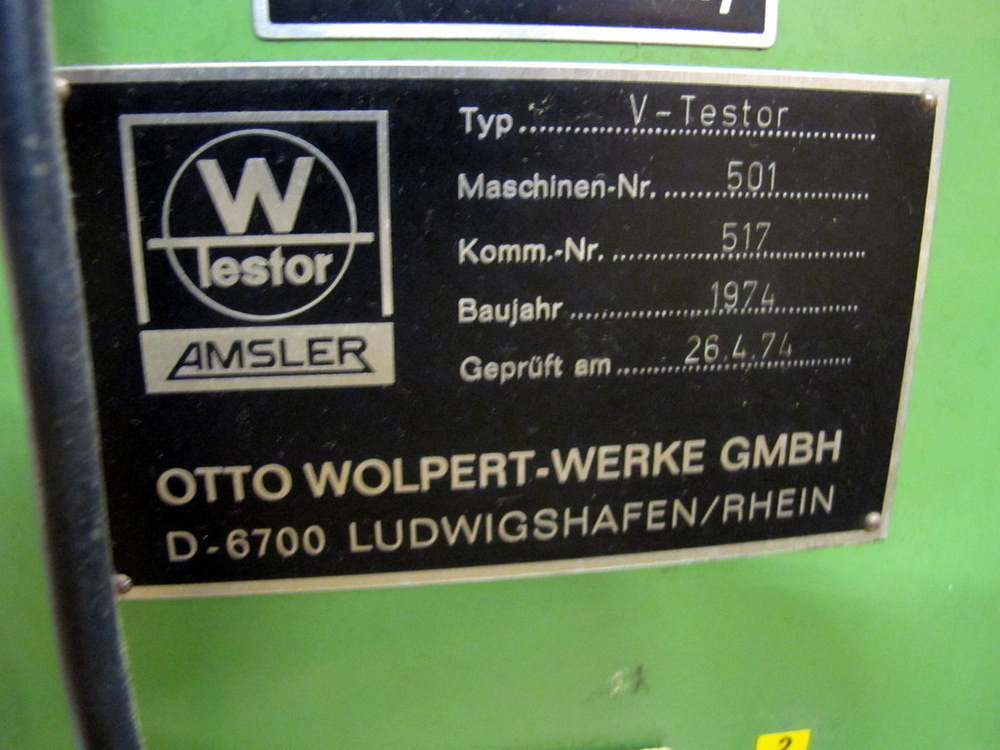 W
Testor
AMSLER
Typ V-Testor
Maschinen-Nr. 501
Komm.-Nr. 517
Baujahr 1974
Geprüft am 26.4.74
OTTO WOLPERT-WERKE GMBH
D-6700 LUDWIGSHAFEN/RHEIN
2